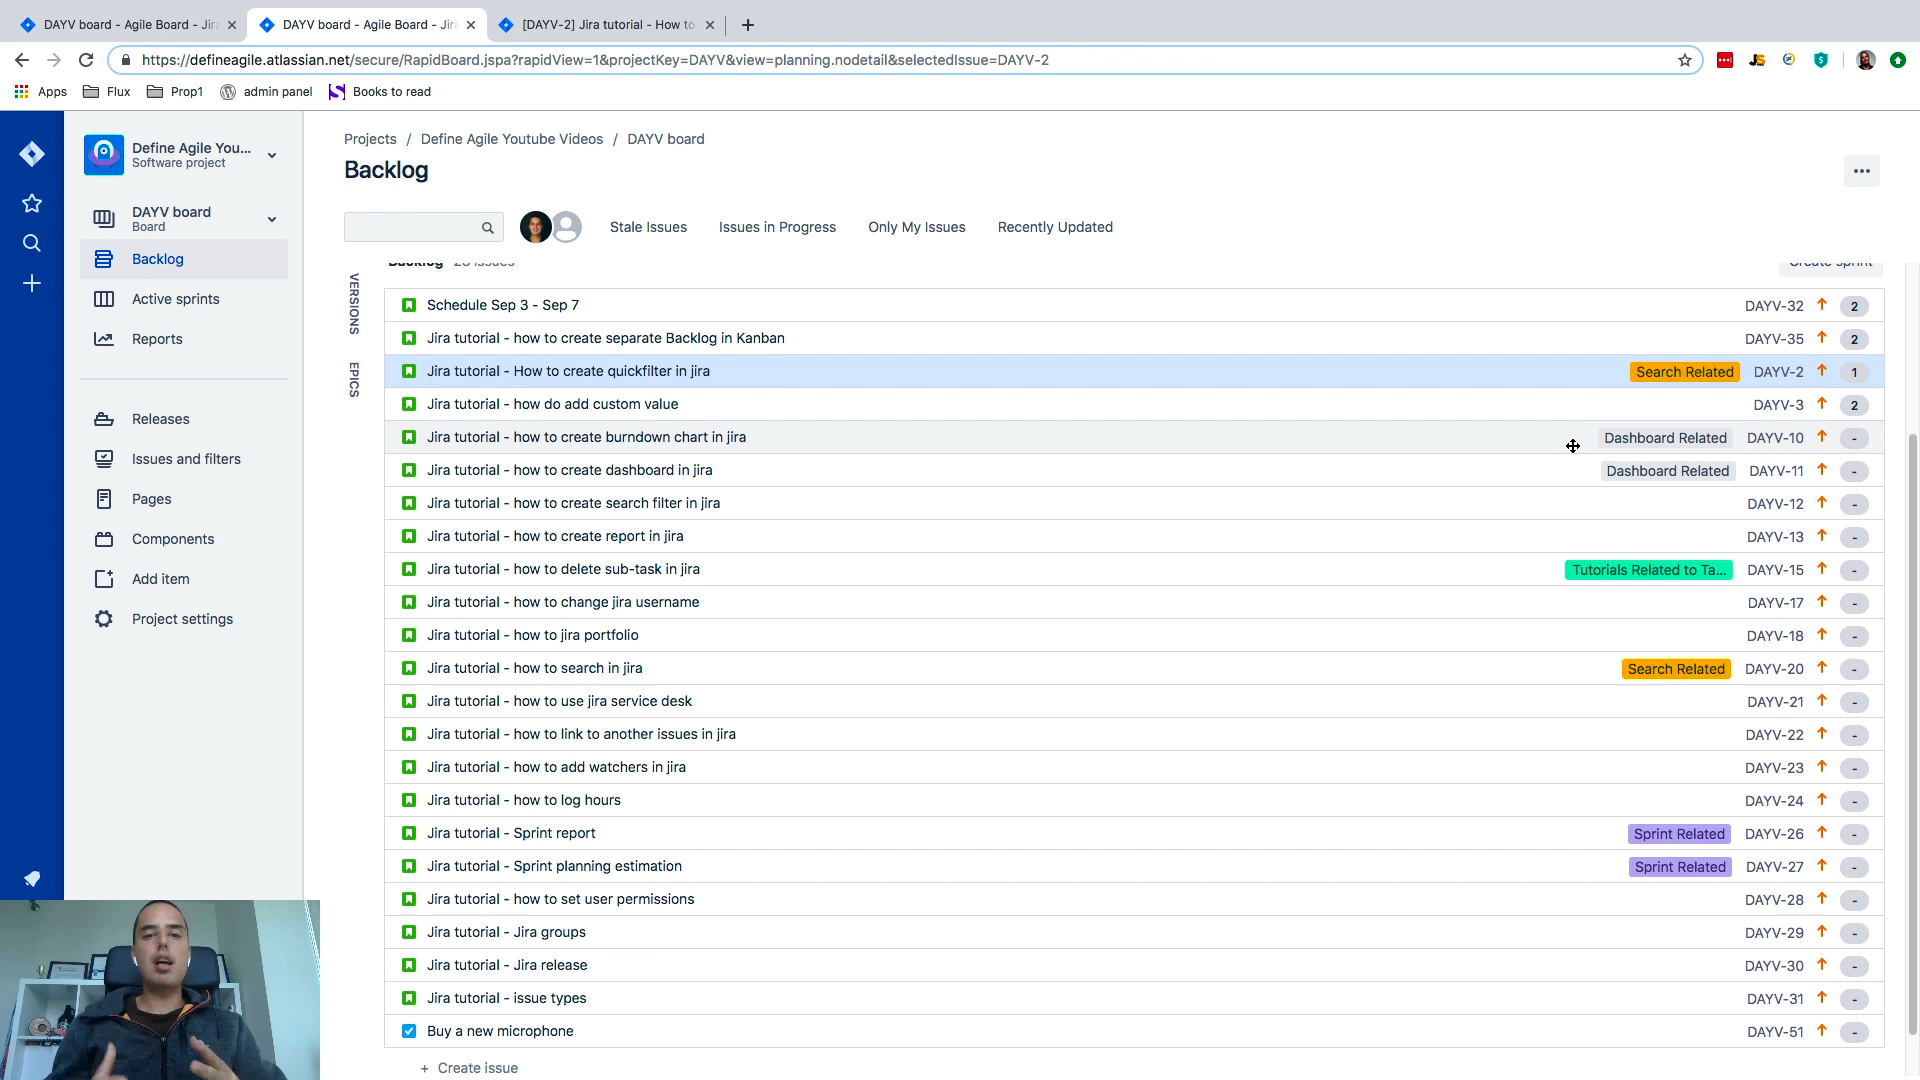 DAYV board - Agile Board - Jir
DAYV board - Agile Board - Jir
[DAYV-2] Jira tutorial - How to
https://defineagile.atlassian.net/secure/RapidBoard.jspa?rapidView=1&projectKey=DAYV&view=planning.nodetail&selectedIssue=DAYV-2
JS
Apps
Flux
Prop1
admin panel
Books to read
Define Agile You...
Software project
DAYV board
Board
Backlog
Active sprints
Reports
Releases
Issues and filters
Pages
Components
Add item
Project settings
Projects / Define Agile Youtube Videos / DAYV board
Backlog
Stale Issues
Issues in Progress
Only My Issues
Recently Updated
VERSIONS
EPICS
Backlog 23 issues
Create sprint
Schedule Sep 3 - Sep 7 DAYV-32 2
Jira tutorial - how to create separate Backlog in Kanban DAYV-35 2
Jira tutorial - How to create quickfilter in jira Search Related DAYV-2 1
Jira tutorial - how do add custom value DAYV-3 2
Jira tutorial - how to create burndown chart in jira Dashboard Related DAYV-10 -
Jira tutorial - how to create dashboard in jira Dashboard Related DAYV-11 -
Jira tutorial - how to create search filter in jira DAYV-12 -
Jira tutorial - how to create report in jira DAYV-13 -
Jira tutorial - how to delete sub-task in jira Tutorials Related to Ta... DAYV-15 -
Jira tutorial - how to change jira username DAYV-17 -
Jira tutorial - how to jira portfolio DAYV-18 -
Jira tutorial - how to search in jira Search Related DAYV-20 -
Jira tutorial - how to use jira service desk DAYV-21 -
Jira tutorial - how to link to another issues in jira DAYV-22 -
Jira tutorial - how to add watchers in jira DAYV-23 -
Jira tutorial - how to log hours DAYV-24 -
Jira tutorial - Sprint report Sprint Related DAYV-26 -
Jira tutorial - Sprint planning estimation Sprint Related DAYV-27 -
Jira tutorial - how to set user permissions DAYV-28 -
Jira tutorial - Jira groups DAYV-29 -
Jira tutorial - Jira release DAYV-30 -
Jira tutorial - issue types DAYV-31 -
Buy a new microphone DAYV-51 -
+ Create issue